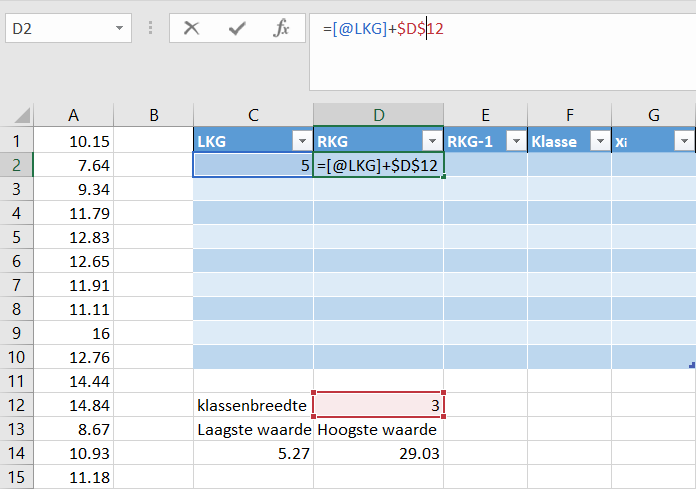 D2 fx =[@LKG]+$D$12
A B C D E F G
1 10.15 LKG RKG RKG-1 Klasse xi
2 7.64 5 =[@LKG]+$D$12
3 9.34
4 11.79
5 12.83
6 12.65
7 11.91
8 11.11
9 16
10 12.76
11 14.44
12 14.84 klassenbreedte 3
13 8.67 Laagste waarde Hoogste waarde
14 10.93 5.27 29.03
15 11.18